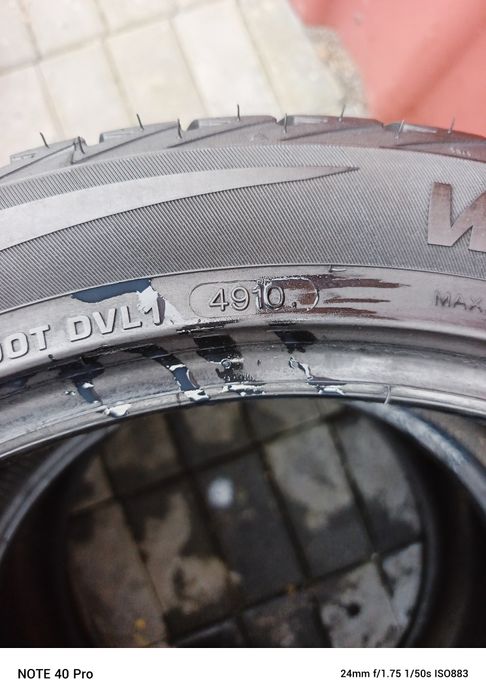 W
4910
MAX
DOT DVL1
NOTE 40 Pro
24mm f/1.75 1/50s ISO883